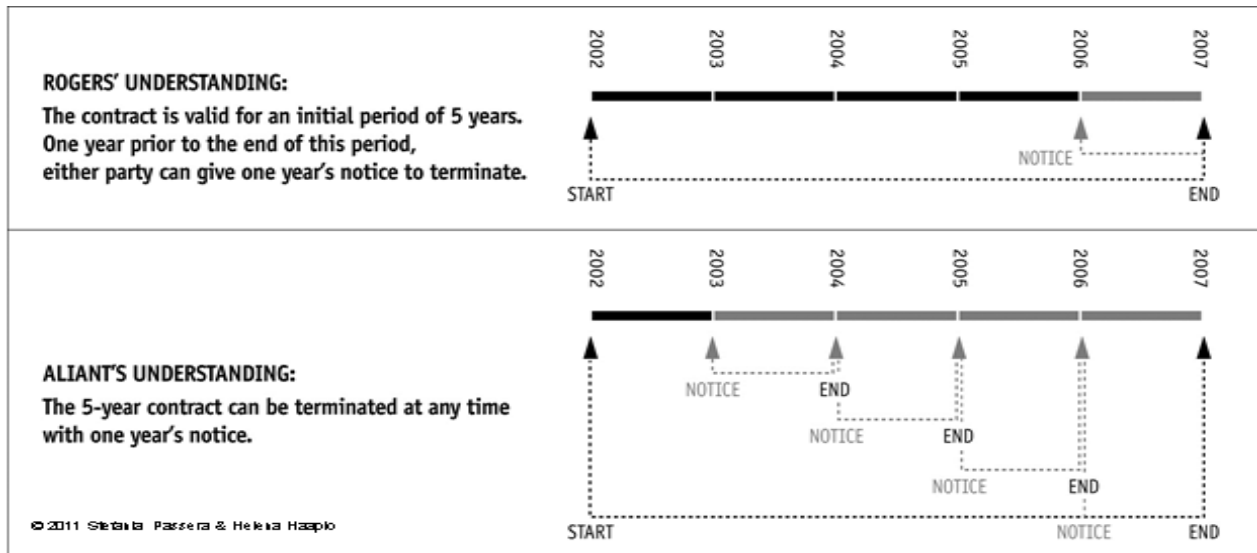 2002 2003 2004 2005 2006 2007
ROGERS' UNDERSTANDING:
The contract is valid for an initial period of 5 years.
One year prior to the end of this period,
either party can give one year's notice to terminate.
NOTICE
START END
2002 2003 2004 2005 2006 2007
ALIANT'S UNDERSTANDING:
The 5-year contract can be terminated at any time
with one year's notice.
NOTICE END
NOTICE END
NOTICE END
START NOTICE END
© 2011 Stefania Passera & Helena Haapio